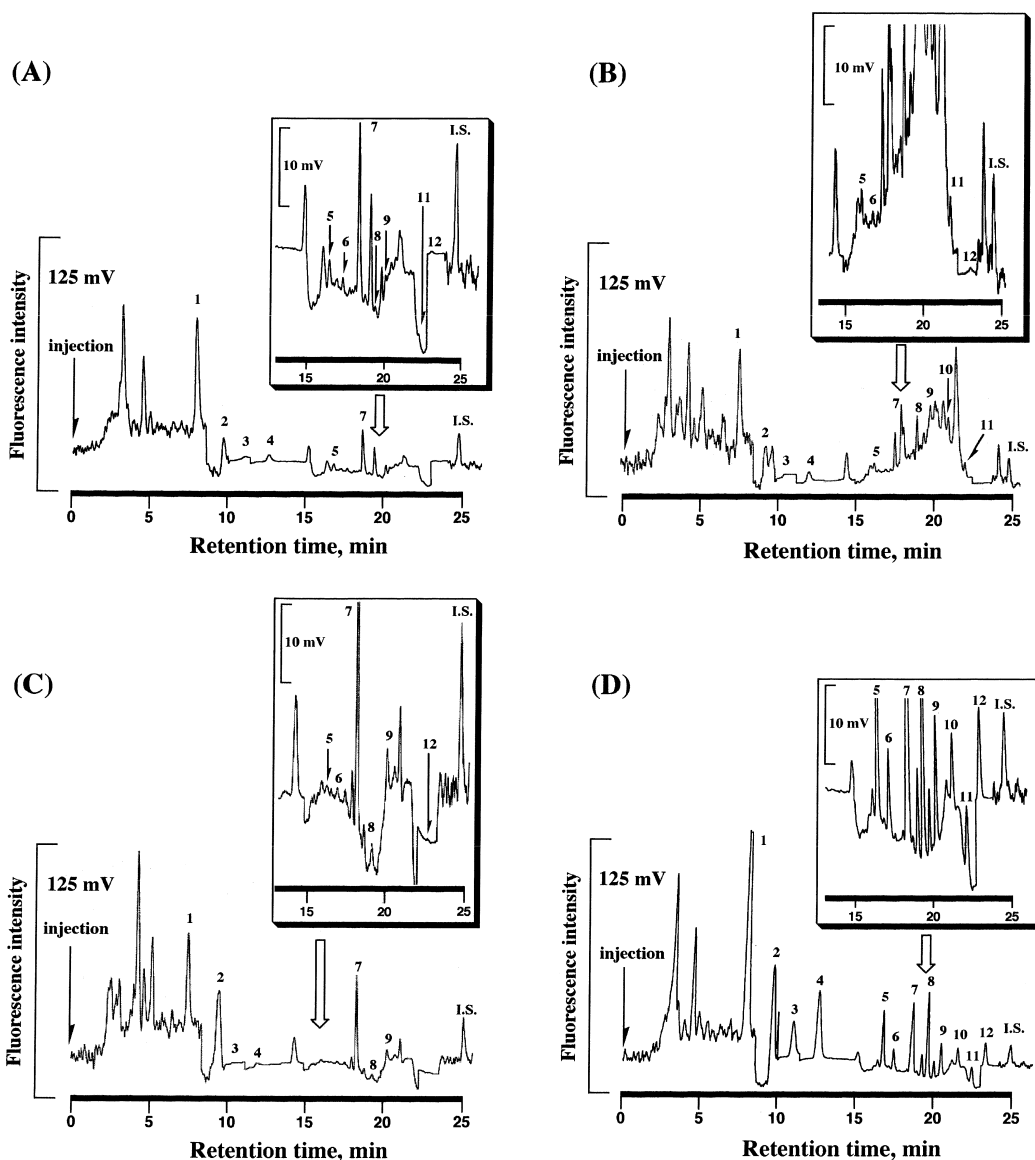 (A)
Fluorescence intensity
125 mV
injection
1
2
3
4
5
7
I.S.
10 mV
5
6
7
8
9
11
12
I.S.
15 20 25
0 5 10 15 20 25
Retention time, min
(B)
Fluorescence intensity
125 mV
injection
1
2
3
4
5
7
8
9
10
11
I.S.
10 mV
5
6
11
12
I.S.
15 20 25
0 5 10 15 20 25
Retention time, min
(C)
Fluorescence intensity
125 mV
injection
1
2
3
4
7
8
9
I.S.
10 mV
5
6
7
8
9
12
I.S.
15 20 25
0 5 10 15 20 25
Retention time, min
(D)
Fluorescence intensity
125 mV
injection
1
2
3
4
5
6
7
8
9
10
11
12
I.S.
10 mV
5
6
7
8
9
10
11
12
I.S.
15 20 25
0 5 10 15 20 25
Retention time, min